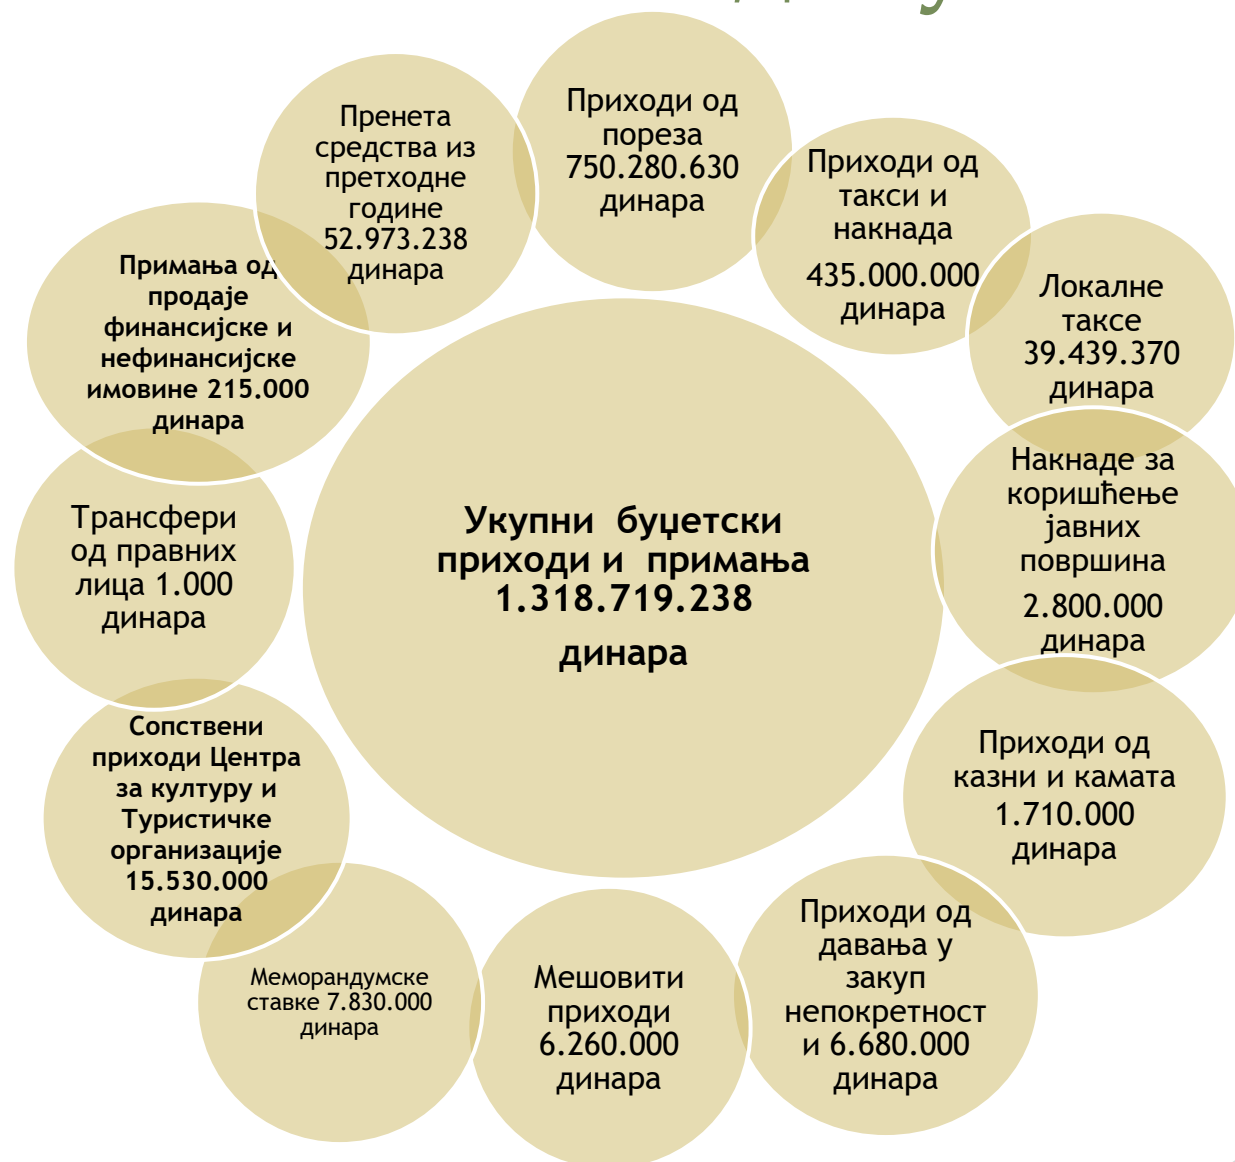 Приходи од
пореза
750.280.630
динара
Приходи од
такси и
накнада
435.000.000
динара
Локалне
таксе
39.439.370
динара
Накнаде за
коришћење
јавних
површина
2.800.000
динара
Приходи од
казни и камата
1.710.000
динара
Приходи од
давања у
закуп
непокретност
и 6.680.000
динара
Мешовити
приходи
6.260.000
динара
Меморандумске
ставке 7.830.000
динара
Сопствени
приходи Центра
за културу и
Туристичке
организације
15.530.000
динара
Трансфери
од правних
лица 1.000
динара
Примања од
продаје
финансијске и
нефинансијске
имовине 215.000
динара
Пренета
средства из
претходне
године
52.973.238
динара
Укупни буџетски
приходи и примања
1.318.719.238
динара